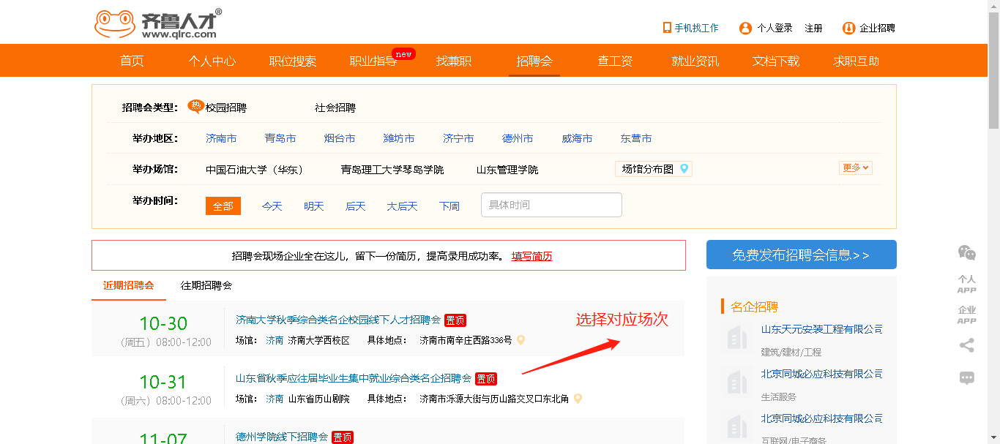 齐鲁人才®
www.qlrc.com
手机找工作 个人登录 注册 企业招聘
首页 个人中心 职位搜索 职业指导 new 找兼职 招聘会 查工资 就业资讯 文档下载 求职互助
招聘会类型： 热 校园招聘 社会招聘
举办地区： 济南市 青岛市 烟台市 潍坊市 济宁市 德州市 威海市 东营市
举办场馆： 中国石油大学（华东） 青岛理工大学琴岛学院 山东管理学院 场馆分布图 更多
举办时间： 全部 今天 明天 后天 大后天 下周 具体时间
招聘会现场企业全在这儿，留下一份简历，提高录用成功率。 填写简历
免费发布招聘会信息>>
近期招聘会 往期招聘会
10-30
（周五）08:00-12:00
济南大学秋季综合类名企校园线下人才招聘会 置顶
场馆： 济南 济南大学西校区 具体地点： 济南市南辛庄西路336号
选择对应场次
10-31
（周六）08:00-12:00
山东省秋季应往届毕业生集中就业综合类名企招聘会 置顶
场馆： 济南 山东省历山剧院 具体地点： 济南市泺源大街与历山路交叉口东北角
11-07
德州学院线下招聘会 置顶
名企招聘
山东天元安装工程有限公司
建筑/建材/工程
北京同城必应科技有限公司
生活服务
北京同城必应科技有限公司
互联网/电子商务
个人
APP
企业
APP